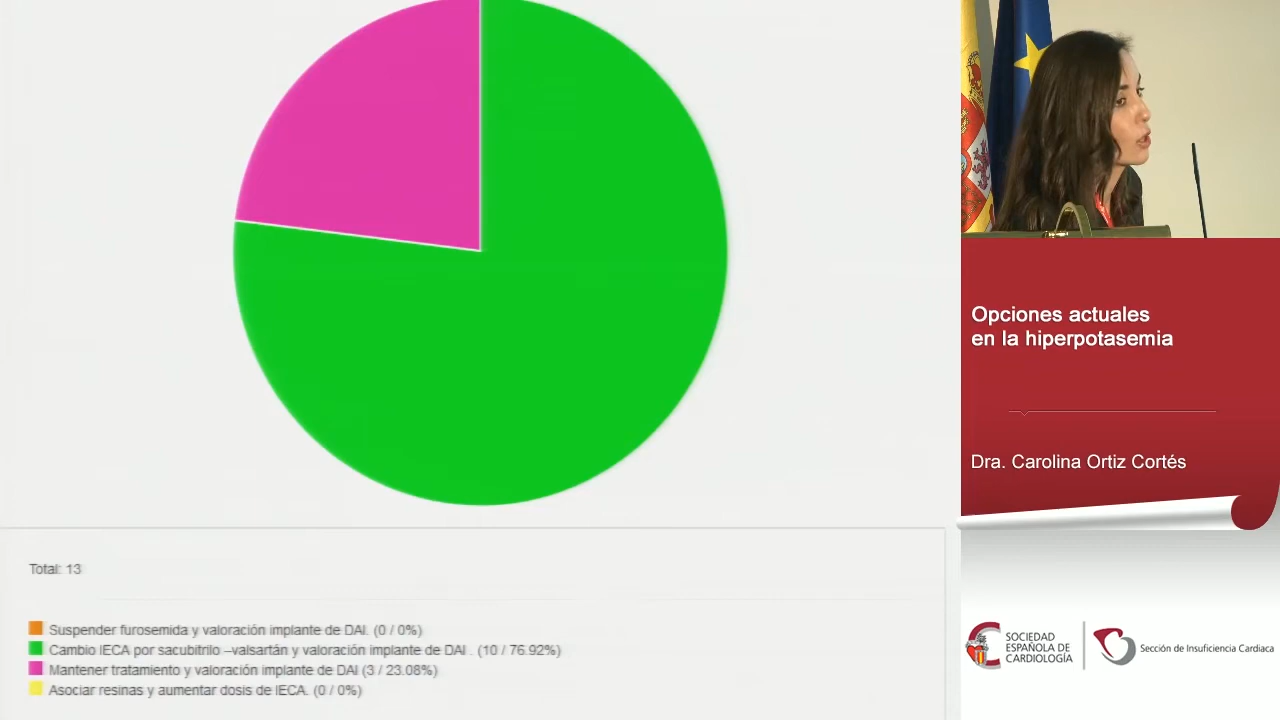 Total: 13
Suspender furosemida y valoración implante de DAI. (0 / 0%)
Cambio IECA por sacubitrilo –valsartán y valoración implante de DAI . (10 / 76.92%)
Mantener tratamiento y valoración implante de DAI (3 / 23.08%)
Asociar resinas y aumentar dosis de IECA. (0 / 0%)
Opciones actuales
en la hiperpotasemia
Dra. Carolina Ortiz Cortés
SOCIEDAD
ESPAÑOLA DE
CARDIOLOGÍA
Sección de Insuficiencia Cardiaca